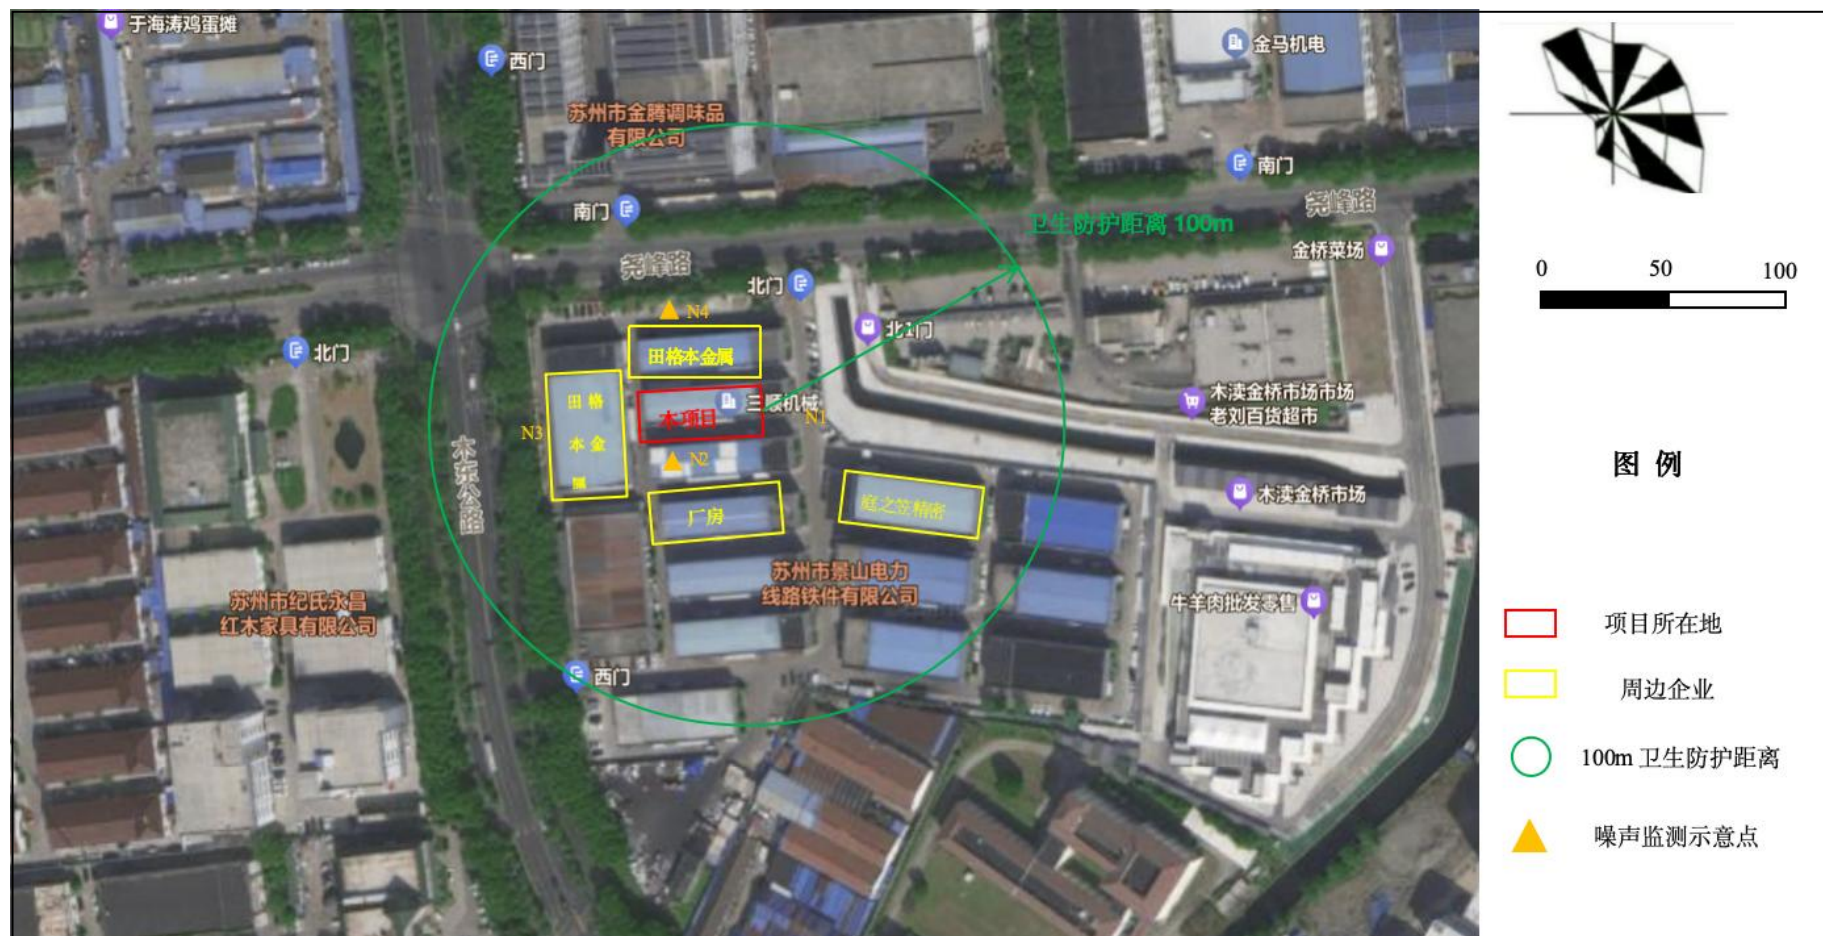 于海涛鸡蛋摊
西门
金马机电
苏州市金腾调味品
有限公司
南门
南门
尧峰路
卫生防护距离 100m
金桥菜场
0 50 100
尧峰路
北门
北1门
N4
北门
田格本金属
木渎金桥市场市场
老刘百货超市
田 格
本 金
属
本项目
三顺机械
N1
N3
N2
木东公路
图 例
木渎金桥市场
厂房
庭之笠精密
苏州市景山电力
线路铁件有限公司
苏州市纪氏永昌
红木家具有限公司
牛羊肉批发零售
项目所在地
西门
周边企业
100m 卫生防护距离
噪声监测示意点